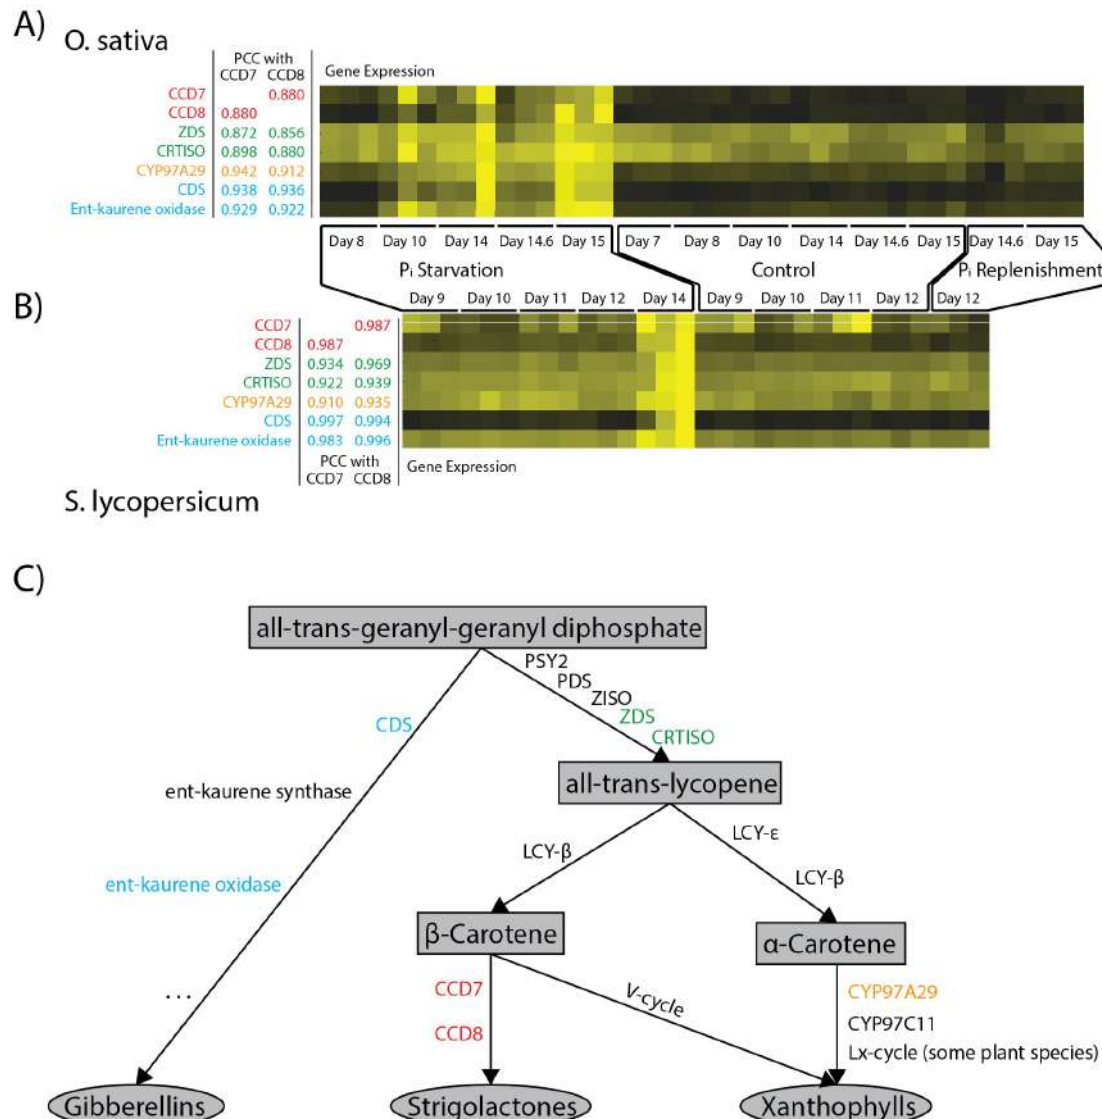 A)
O. sativa
PCC with
CCD7 CCD8
Gene Expression
CCD7 0.880
CCD8 0.880
ZDS 0.872 0.856
CRTISO 0.898 0.880
CYP97A29 0.942 0.912
CDS 0.938 0.936
Ent-kaurene oxidase 0.929 0.922
Day 8 Day 10 Day 14 Day 14.6 Day 15 Day 7 Day 8 Day 10 Day 14 Day 14.6 Day 15 Day 14.6 Day 15
Pi Starvation Control Pi Replenishment
B)
Day 9 Day 10 Day 11 Day 12 Day 14 Day 9 Day 10 Day 11 Day 12 Day 12
CCD7 0.987
CCD8 0.987
ZDS 0.934 0.969
CRTISO 0.922 0.939
CYP97A29 0.910 0.935
CDS 0.997 0.994
Ent-kaurene oxidase 0.983 0.996
PCC with
CCD7 CCD8
Gene Expression
S. lycopersicum
C)
all-trans-geranyl-geranyl diphosphate
PSY2
PDS
ZISO
ZDS
CRTISO
CDS
all-trans-lycopene
ent-kaurene synthase
LCY-β
LCY-ε
LCY-β
ent-kaurene oxidase
β-Carotene
α-Carotene
...
CCD7
CCD8
V-cycle
CYP97A29
CYP97C11
Lx-cycle (some plant species)
Gibberellins
Strigolactones
Xanthophylls